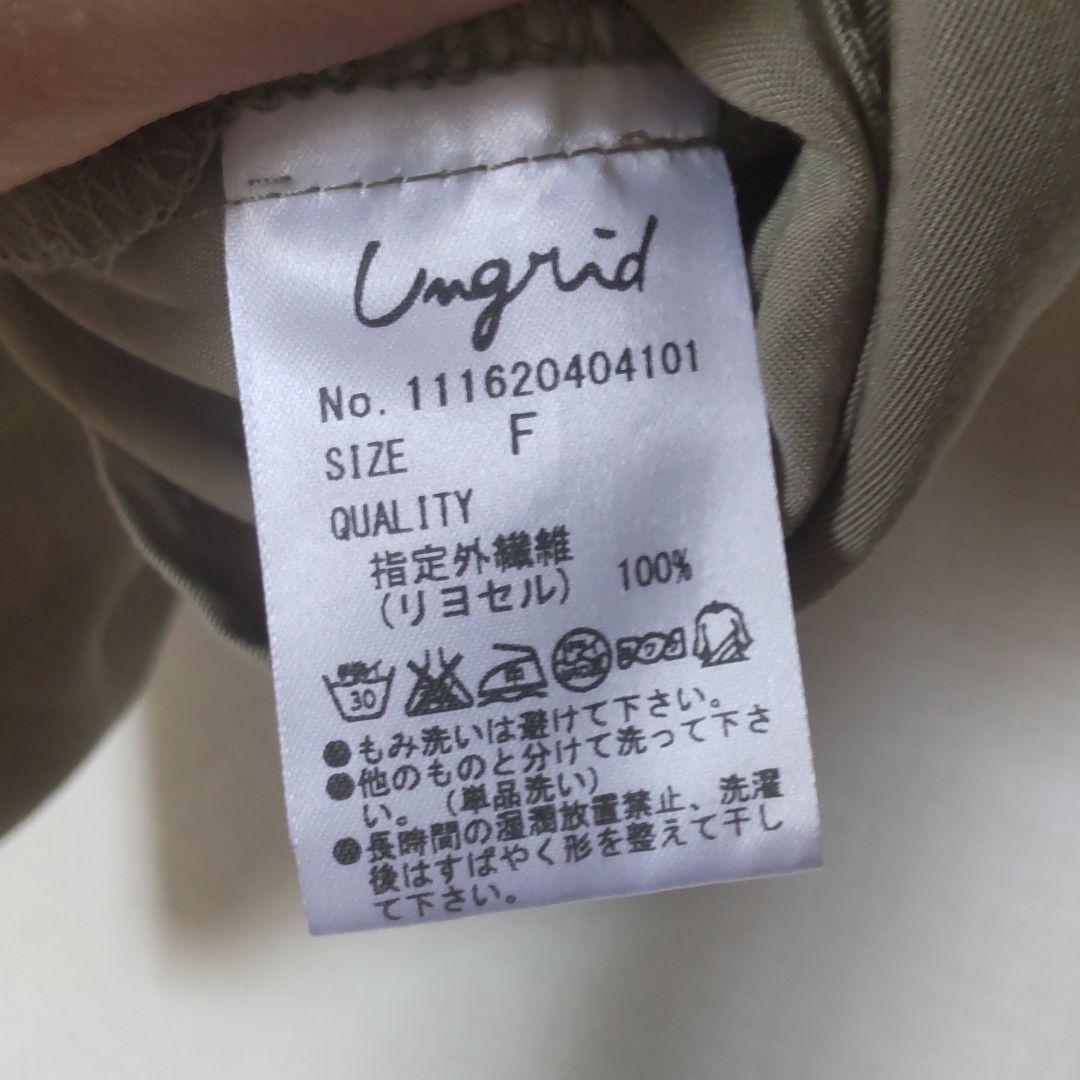 Ungrid
No. 111620404101
SIZE F
QUALITY
指定外繊維
(リヨセル) 100%
30
中
●もみ洗いは避けて下さい。
●他のものと分けて洗って下さ
い。 (単品洗い)
●長時間の湿潤放置禁止、洗濯
後はすばやく形を整えて干し
て下さい。